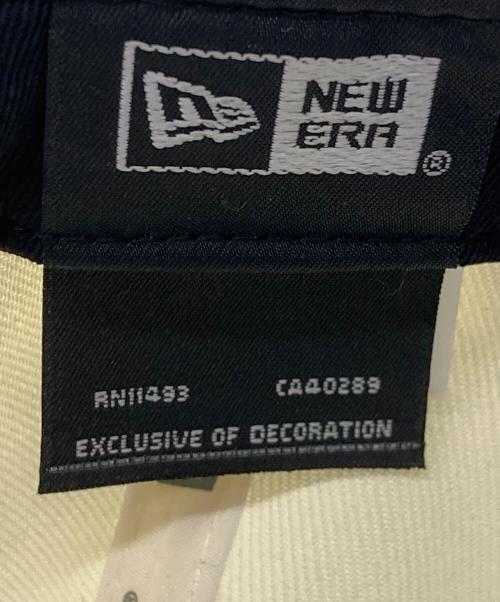 NEW
ERA®
RN11493 CA40289
EXCLUSIVE OF DECORATION